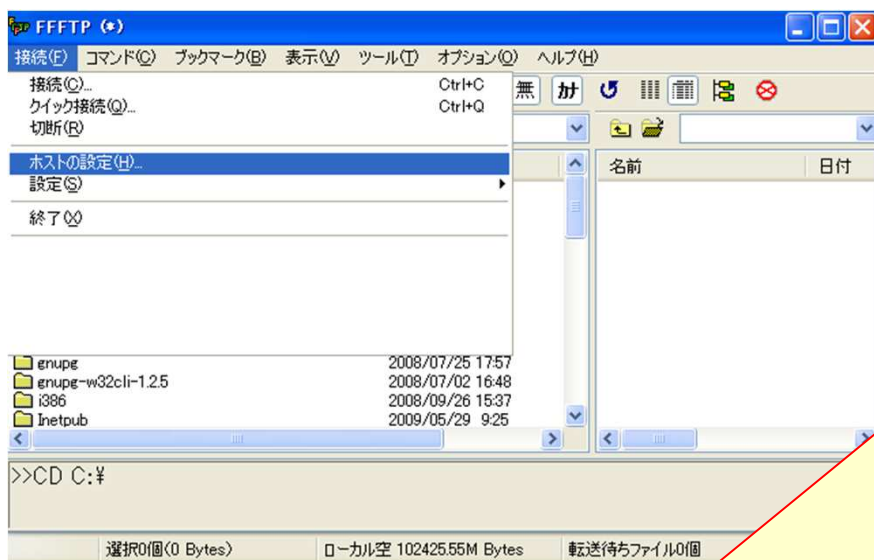 FFFTP (*)
接続(F) コマンド(C) ブックマーク(B) 表示(V) ツール(T) オプション(O) ヘルプ(H)
接続(C)... Ctrl+C
クイック接続(Q)... Ctrl+Q
切断(R)
ホストの設定(H)...
設定(S)
終了(X)
無 カナ
名前 日付
gnupg 2008/07/25 17:57
gnupg-w32cli-1.2.5 2008/07/02 16:48
i386 2008/09/26 15:37
Inetpub 2009/05/29 9:25
>>CD C:¥
選択0個(0 Bytes) ローカル空 102425.55M Bytes 転送待ちファイル0個